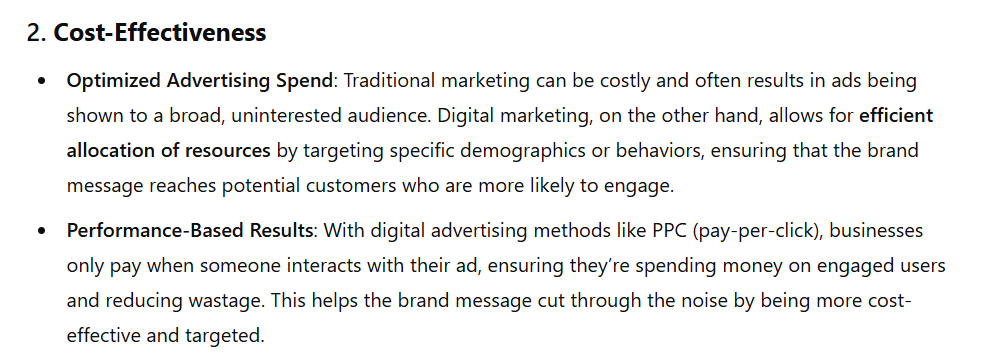 2. Cost-Effectiveness
• Optimized Advertising Spend: Traditional marketing can be costly and often results in ads being
shown to a broad, uninterested audience. Digital marketing, on the other hand, allows for efficient
allocation of resources by targeting specific demographics or behaviors, ensuring that the brand
message reaches potential customers who are more likely to engage.
• Performance-Based Results: With digital advertising methods like PPC (pay-per-click), businesses
only pay when someone interacts with their ad, ensuring they’re spending money on engaged users
and reducing wastage. This helps the brand message cut through the noise by being more cost-
effective and targeted.